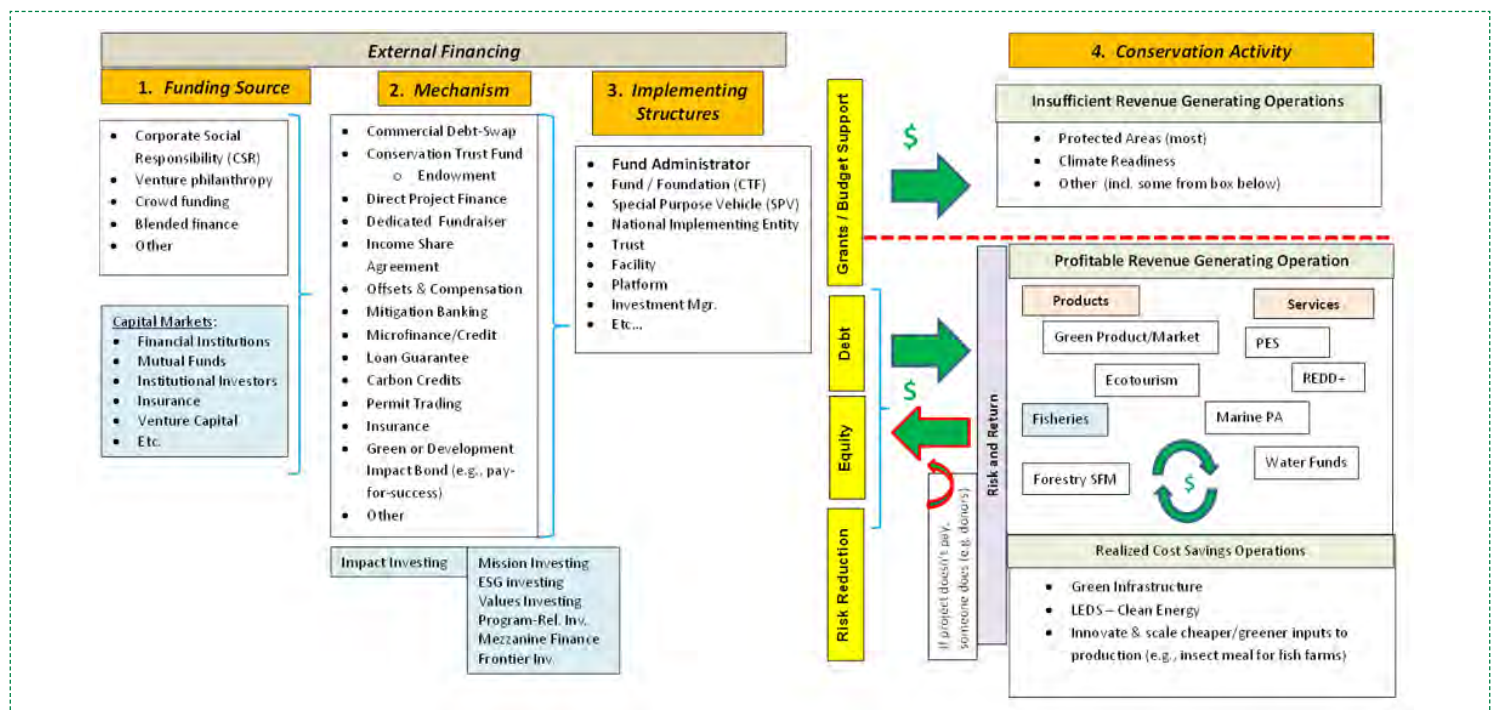 External Financing
1. Funding Source
• Corporate Social
Responsibility (CSR)
• Venture philanthropy
• Crowd funding
• Blended finance
• Other
Capital Markets:
• Financial Institutions
• Mutual Funds
• Institutional Investors
• Insurance
• Venture Capital
• Etc.
2. Mechanism
• Commercial Debt-Swap
• Conservation Trust Fund
o Endowment
• Direct Project Finance
• Dedicated Fundraiser
• Income Share
Agreement
• Offsets & Compensation
• Mitigation Banking
• Microfinance/Credit
• Loan Guarantee
• Carbon Credits
• Permit Trading
• Insurance
• Green or Development
Impact Bond (e.g., pay-
for-success)
• Other
Impact Investing
Mission Investing
ESG investing
Values Investing
Program-Rel. Inv.
Mezzanine Finance
Frontier Inv.
3. Implementing
Structures
• Fund Administrator
• Fund / Foundation (CTF)
• Special Purpose Vehicle (SPV)
• National Implementing Entity
• Trust
• Facility
• Platform
• Investment Mgr.
• Etc...
Grants / Budget Support
Debt
Equity
Risk Reduction
$
$
If project doesn't pay,
someone does (e.g. donors)
Risk and Return
4. Conservation Activity
Insufficient Revenue Generating Operations
• Protected Areas (most)
• Climate Readiness
• Other (incl. some from box below)
Profitable Revenue Generating Operation
Products
Services
Green Product/Market
PES
Ecotourism
REDD+
Fisheries
Marine PA
Forestry SFM
Water Funds
$
Realized Cost Savings Operations
• Green Infrastructure
• LEDS – Clean Energy
• Innovate & scale cheaper/greener inputs to
production (e.g., insect meal for fish farms)